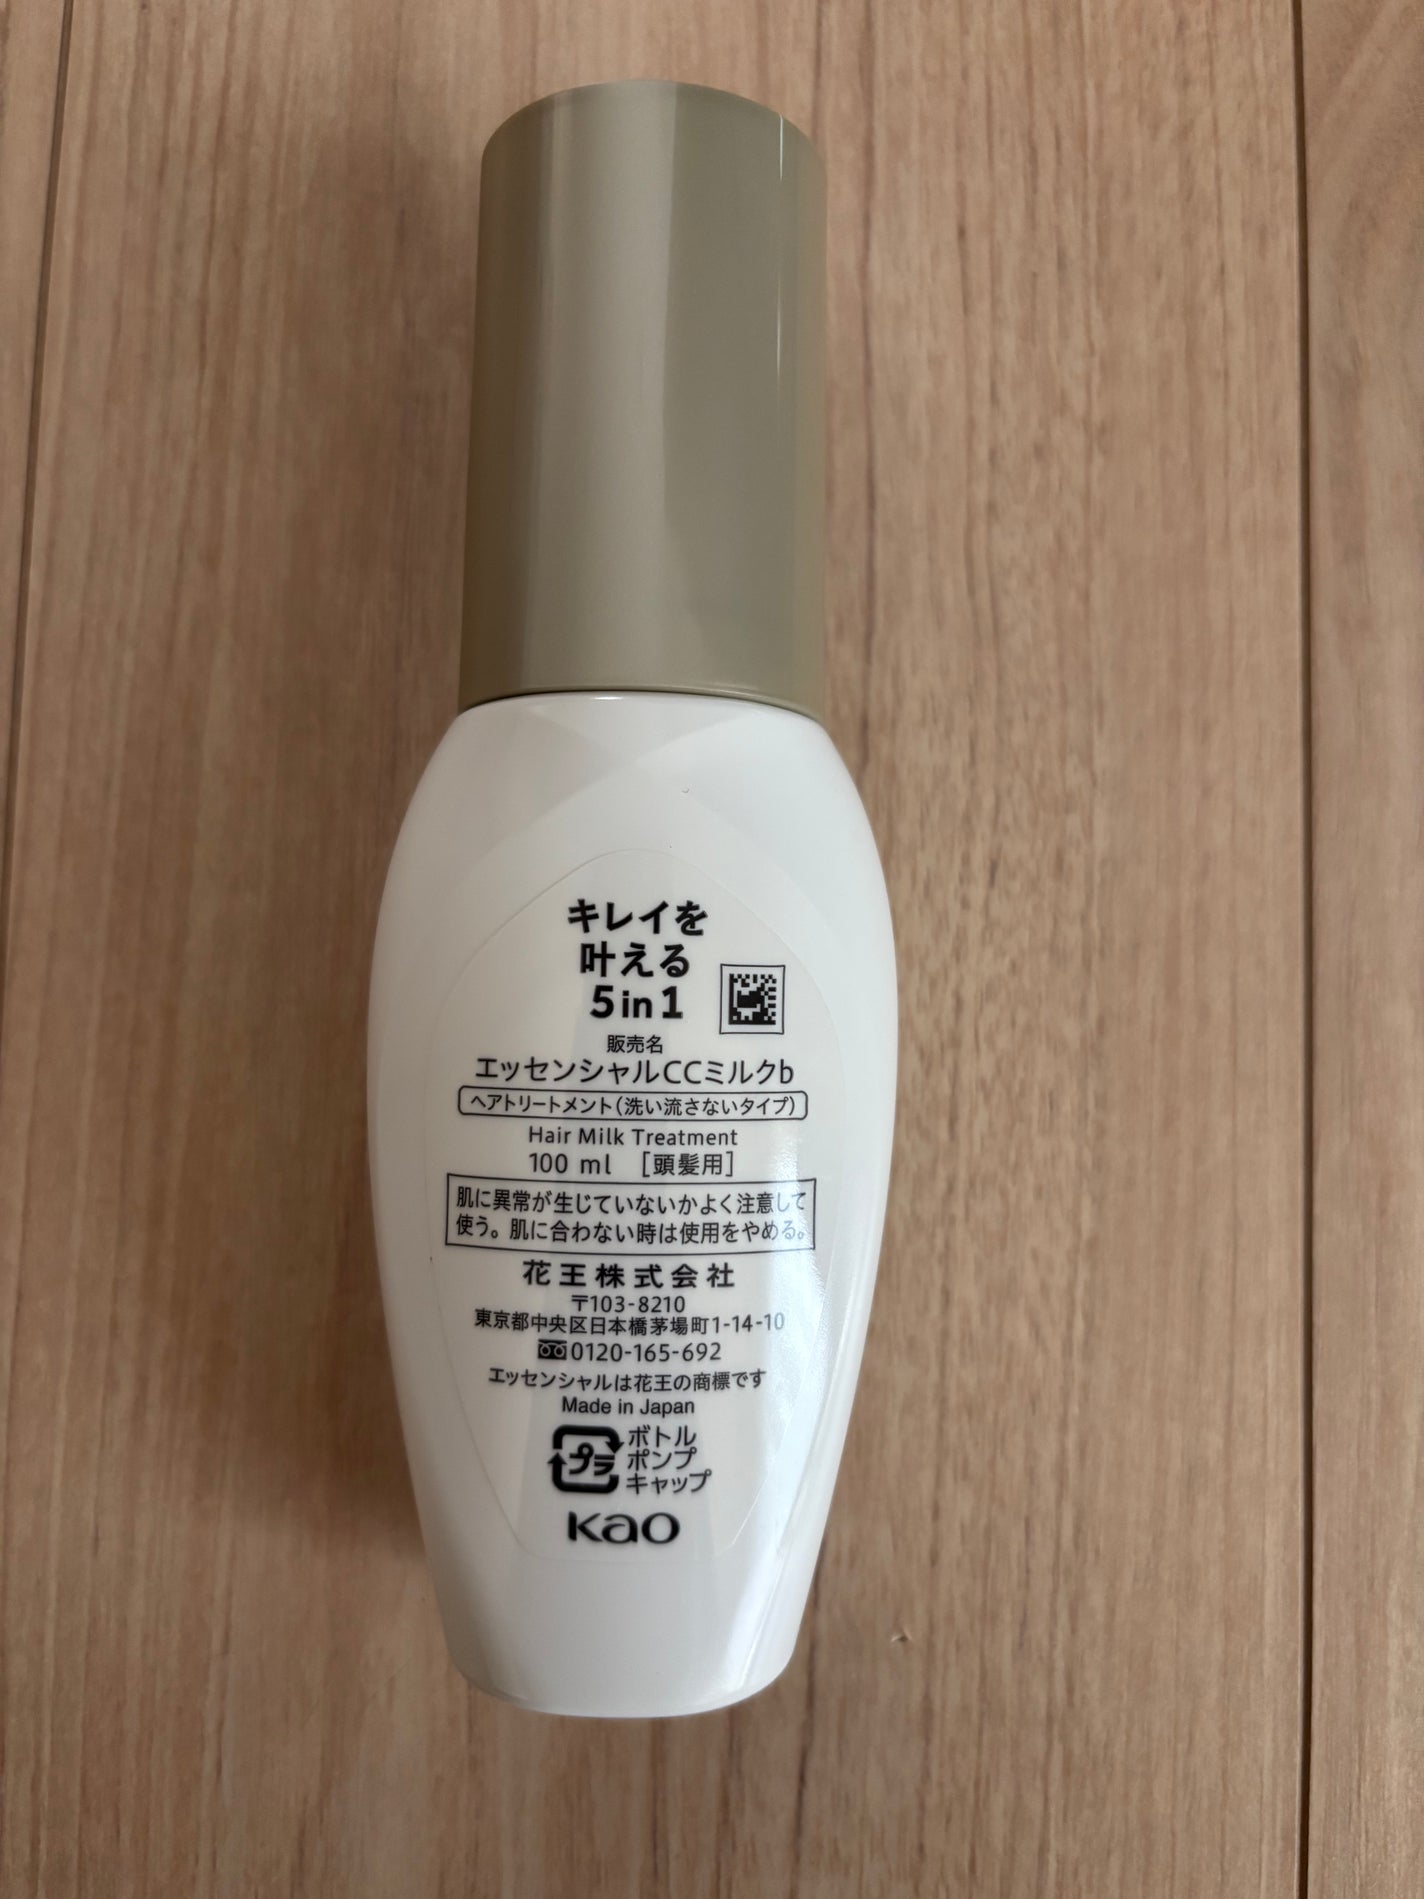 キレイを
叶える
5in1
販売名
エッセンシャルCCミルクb
ヘアトリートメント(洗い流さないタイプ)
Hair Milk Treatment
100 ml [頭髪用]
肌に異常が生じていないかよく注意して
使う。肌に合わない時は使用をやめる。
花王株式会社
〒103-8210
東京都中央区日本橋茅場町1-14-10
0120-165-692
エッセンシャルは花王の商標です
Made in Japan
プラ ボトル
ポンプ
キャップ
Kao